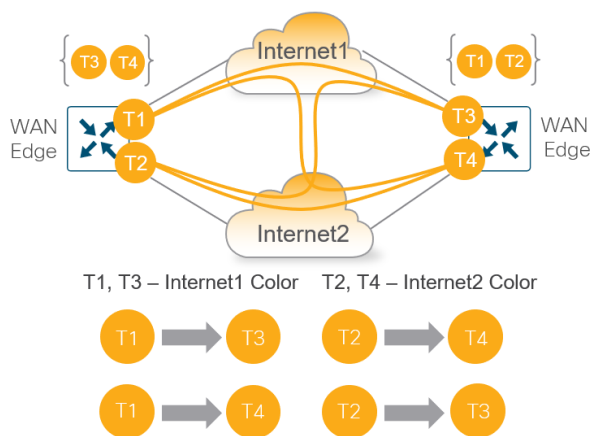 Internet1
T3 T4
T1 T2
T1
T3
WAN
Edge
WAN
Edge
T2
T4
Internet2
T1, T3 – Internet1 Color
T2, T4 – Internet2 Color
T1 T3
T2 T4
T1 T4
T2 T3